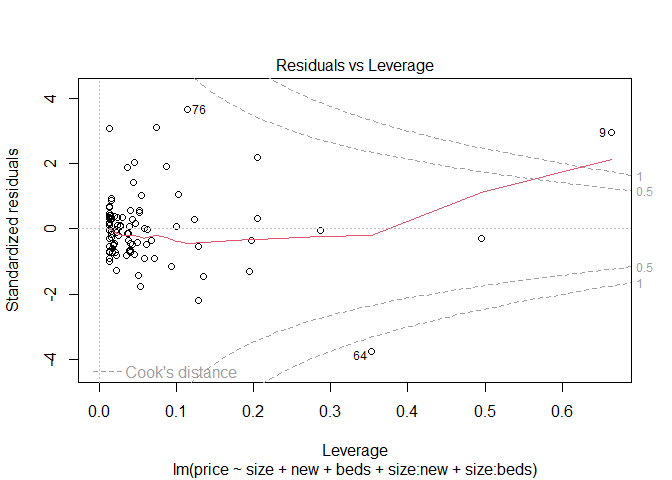 Residuals vs Leverage
Standardized residuals
4
2
0
-2
-4
76
9
64
1
0.5
0.5
1
Cook's distance
0.0 0.1 0.2 0.3 0.4 0.5 0.6
Leverage
lm(price ~ size + new + beds + size:new + size:beds)